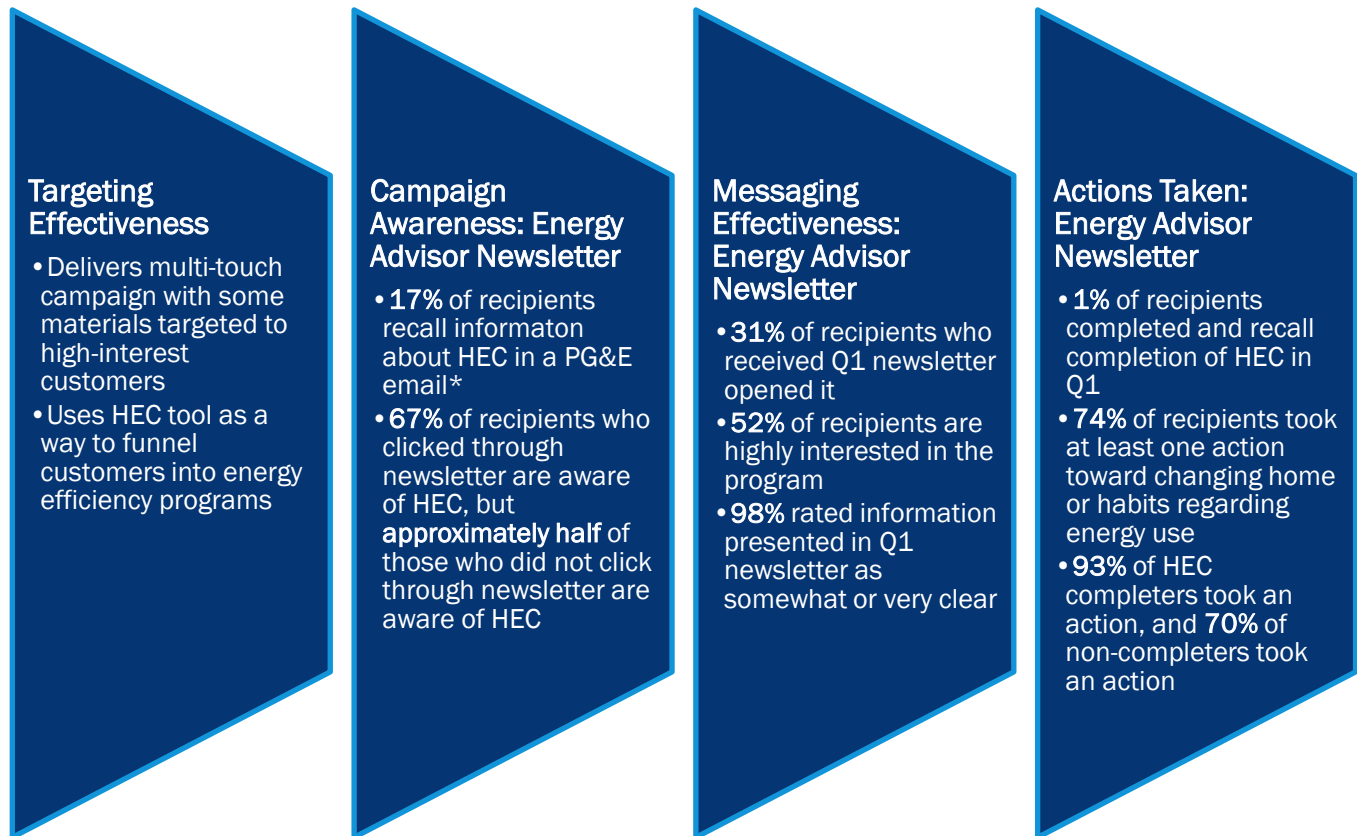 Targeting
Effectiveness
•Delivers multi-touch
campaign with some
materials targeted to
high-interest
customers
•Uses HEC tool as a
way to funnel
customers into energy
efficiency programs
Campaign
Awareness: Energy
Advisor Newsletter
•17% of recipients
recall informaton
about HEC in a PG&E
email*
•67% of recipients who
clicked through
newsletter are aware
of HEC, but
approximately half of
those who did not click
through newsletter are
aware of HEC
Messaging
Effectiveness:
Energy Advisor
Newsletter
•31% of recipients who
received Q1 newsletter
opened it
•52% of recipients are
highly interested in the
program
•98% rated information
presented in Q1
newsletter as
somewhat or very clear
Actions Taken:
Energy Advisor
Newsletter
•1% of recipients
completed and recall
completion of HEC in
Q1
•74% of recipients took
at least one action
toward changing home
or habits regarding
energy use
•93% of HEC
completers took an
action, and 70% of
non-completers took
an action